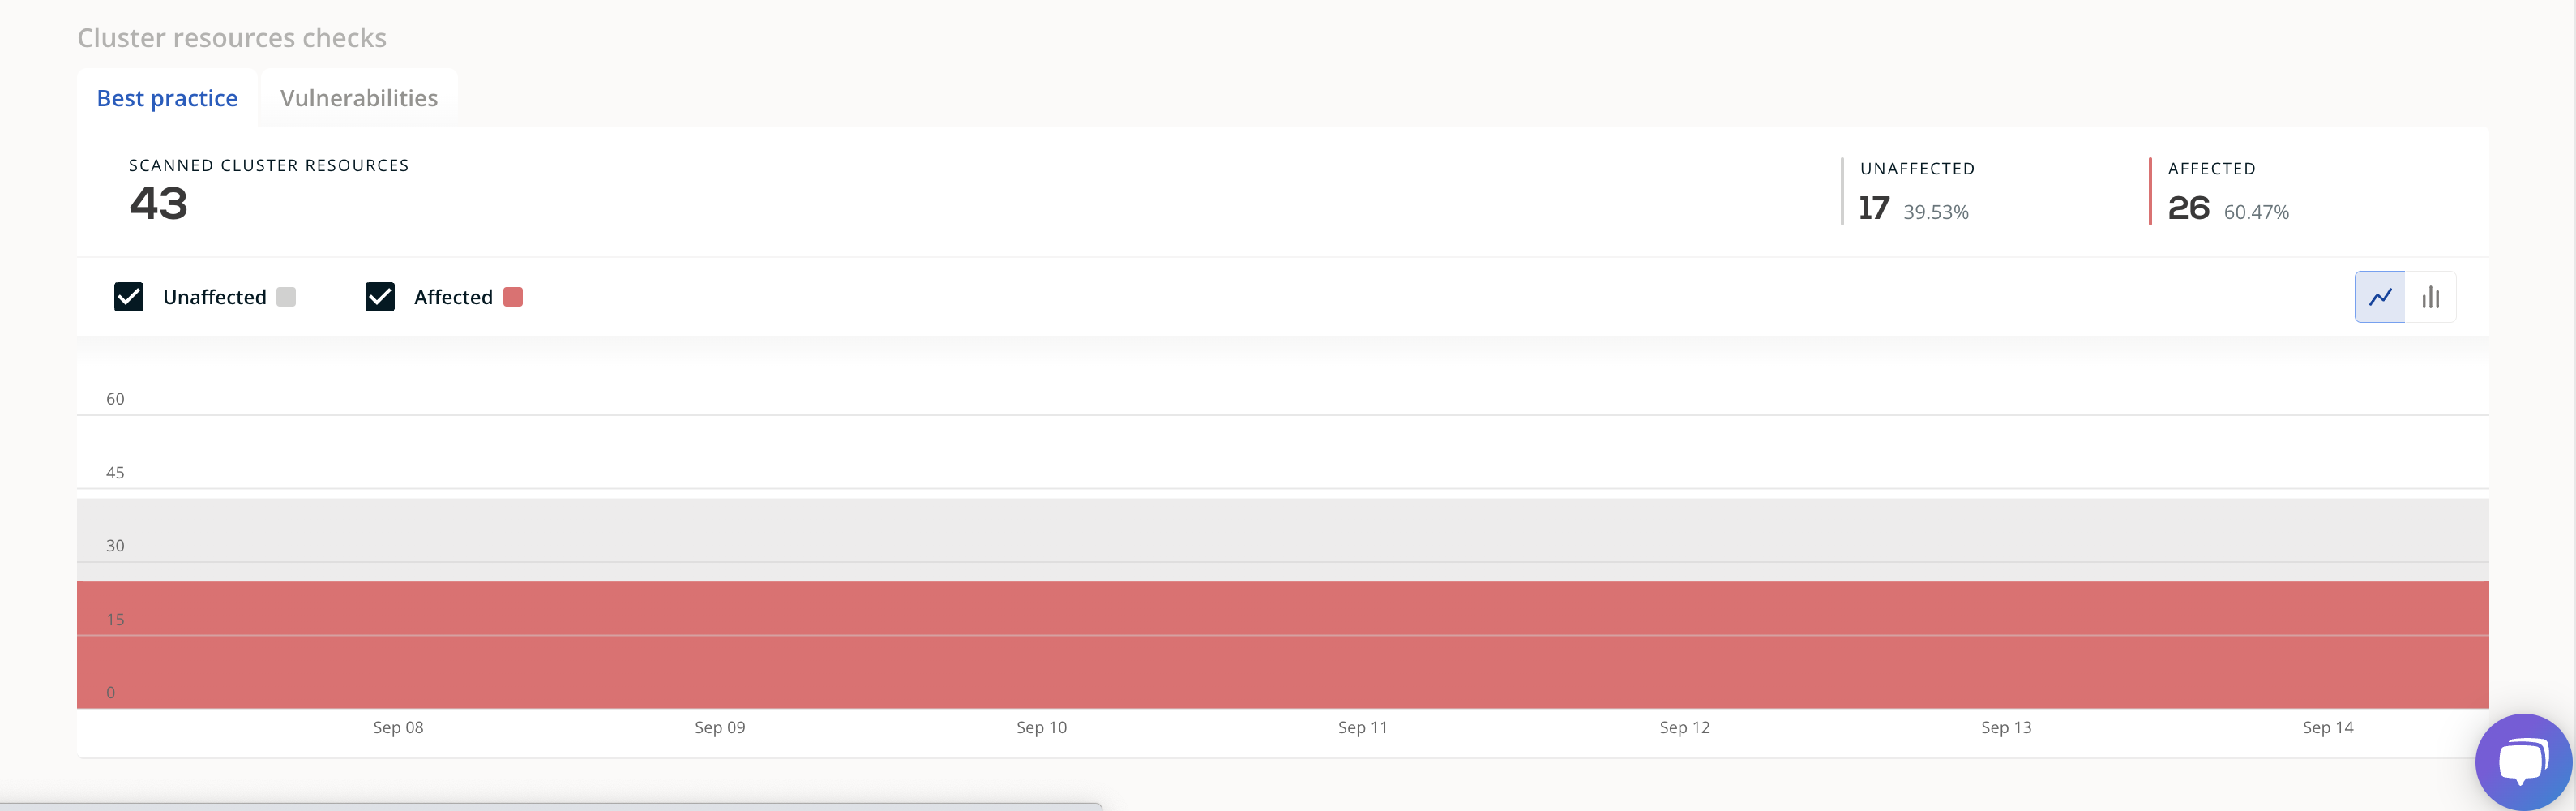 Cluster resources checks
Best practice Vulnerabilities
SCANNED CLUSTER RESOURCES
43
UNAFFECTED
17 39.53%
AFFECTED
26 60.47%
Unaffected Affected
60
45
30
15
0
Sep 08 Sep 09 Sep 10 Sep 11 Sep 12 Sep 13 Sep 14